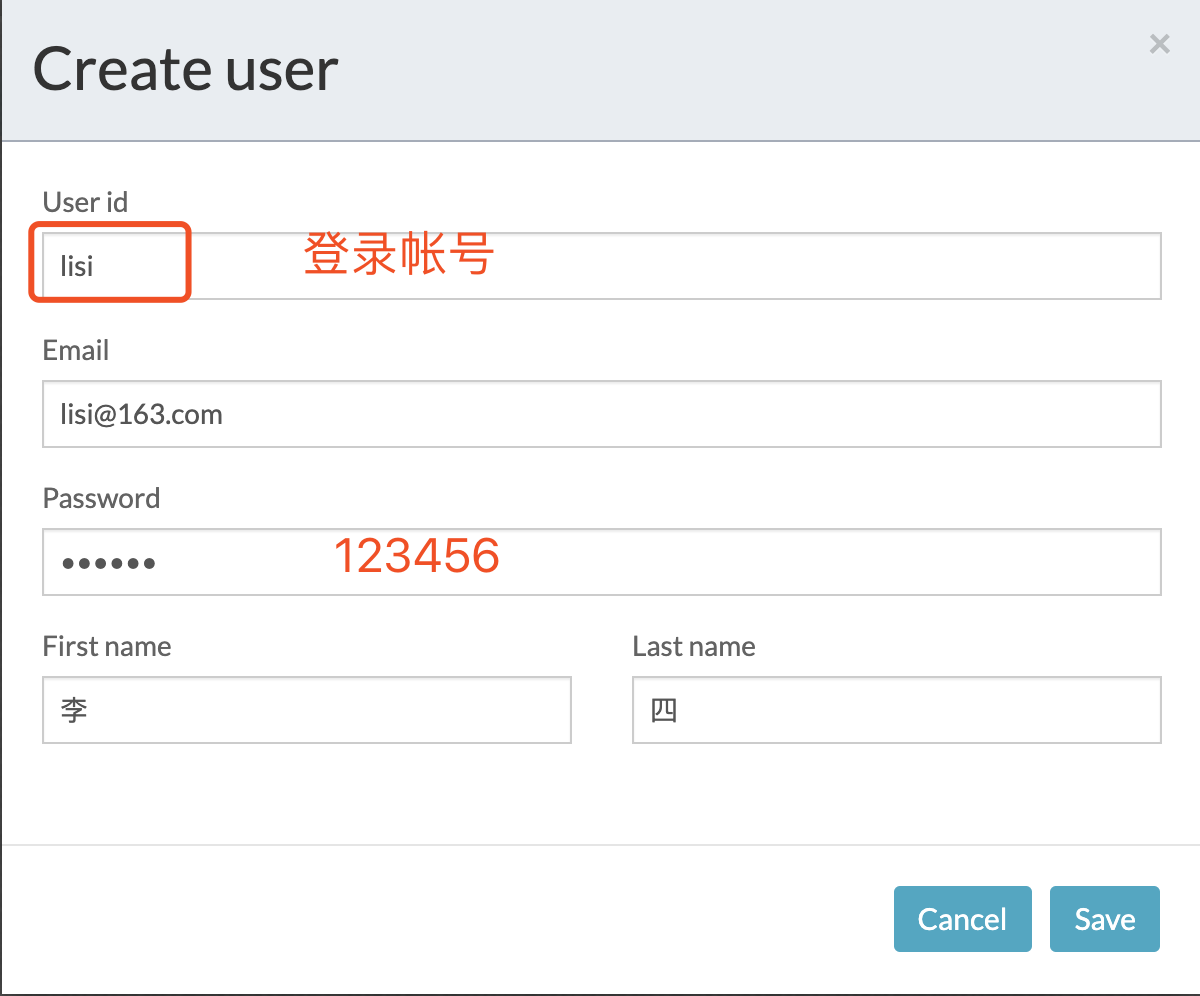 Create user
×
User id
lisi
登录帐号
Email
lisi@163.com
Password
••••••
123456
First name
Last name
李
四
Cancel
Save